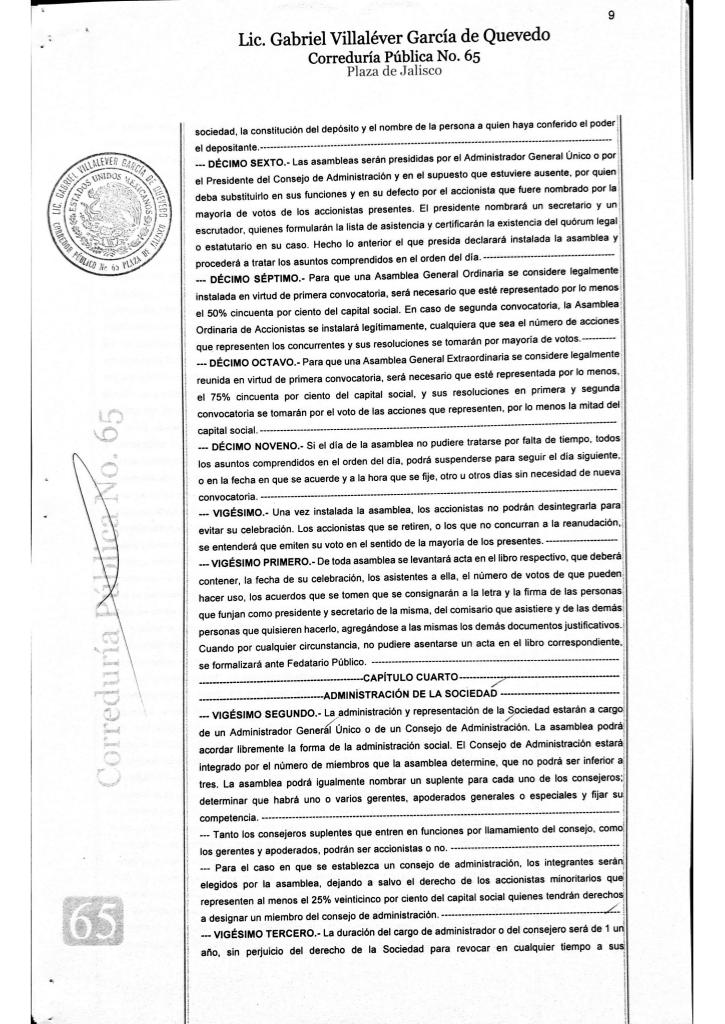 9
Lic. Gabriel Villaléver García de Quevedo
Correduría Pública No. 65
Plaza de Jalisco
LIC. GABRIEL VILLALEVER GARCÍA DE QUEVEDO
ESTADOS UNIDOS MEXICANOS
CORREDOR PÚBLICO Nº 65 PLAZA DE JALISCO
sociedad, la constitución del depósito y el nombre de la persona a quien haya conferido el poder
el depositante.------------------------------------------------------------
--- DÉCIMO SEXTO.- Las asambleas serán presididas por el Administrador General Único o por
el Presidente del Consejo de Administración y en el supuesto que estuviere ausente, por quien
deba substituirlo en sus funciones y en su defecto por el accionista que fuere nombrado por la
mayoría de votos de los accionistas presentes. El presidente nombrará un secretario y un
escrutador, quienes formularán la lista de asistencia y certificarán la existencia del quórum legal
o estatutario en su caso. Hecho lo anterior el que presida declarará instalada la asamblea y
procederá a tratar los asuntos comprendidos en el orden del día. ----------------------
--- DÉCIMO SÉPTIMO.- Para que una Asamblea General Ordinaria se considere legalmente
instalada en virtud de primera convocatoria, será necesario que esté representado por lo menos
el 50% cincuenta por ciento del capital social. En caso de segunda convocatoria, la Asamblea
Ordinaria de Accionistas se instalará legítimamente, cualquiera que sea el número de acciones
que representen los concurrentes y sus resoluciones se tomarán por mayoría de votos.----------
--- DÉCIMO OCTAVO.- Para que una Asamblea General Extraordinaria se considere legalmente
reunida en virtud de primera convocatoria, será necesario que esté representada por lo menos,
el 75% cincuenta por ciento del capital social, y sus resoluciones en primera y segunda
convocatoria se tomarán por el voto de las acciones que representen, por lo menos la mitad del
capital social. ------------------------------------------------------------
--- DÉCIMO NOVENO.- Si el día de la asamblea no pudiere tratarse por falta de tiempo, todos
los asuntos comprendidos en el orden del día, podrá suspenderse para seguir el día siguiente,
o en la fecha en que se acuerde y a la hora que se fije, otro u otros días sin necesidad de nueva
convocatoria. ------------------------------------------------------------
--- VIGÉSIMO.- Una vez instalada la asamblea, los accionistas no podrán desintegrarla para
evitar su celebración. Los accionistas que se retiren, o los que no concurran a la reanudación,
se entenderá que emiten su voto en el sentido de la mayoría de los presentes. ---------------
--- VIGÉSIMO PRIMERO.- De toda asamblea se levantará acta en el libro respectivo, que deberá
contener, la fecha de su celebración, los asistentes a ella, el número de votos de que pueden
hacer uso, los acuerdos que se tomen que se consignarán a la letra y la firma de las personas
que funjan como presidente y secretario de la misma, del comisario que asistiere y de las demás
personas que quisieren hacerlo, agregándose a las mismas los demás documentos justificativos.
Cuando por cualquier circunstancia, no pudiere asentarse un acta en el libro correspondiente,
se formalizará ante Fedatario Público. ----------------------------------------
----------------------------CAPÍTULO CUARTO----------------------------
---------------------ADMINISTRACIÓN DE LA SOCIEDAD ---------------------
--- VIGÉSIMO SEGUNDO.- La administración y representación de la Sociedad estarán a cargo
de un Administrador General Único o de un Consejo de Administración. La asamblea podrá
acordar libremente la forma de la administración social. El Consejo de Administración estará
integrado por el número de miembros que la asamblea determine, que no podrá ser inferior a
tres. La asamblea podrá igualmente nombrar un suplente para cada uno de los consejeros;
determinar que habrá uno o varios gerentes, apoderados generales o especiales y fijar su
competencia. ------------------------------------------------------------
--- Tanto los consejeros suplentes que entren en funciones por llamamiento del consejo, como
los gerentes y apoderados, podrán ser accionistas o no. ------------------------------
--- Para el caso en que se establezca un consejo de administración, los integrantes serán
elegidos por la asamblea, dejando a salvo el derecho de los accionistas minoritarios que
representen al menos el 25% veinticinco por ciento del capital social quienes tendrán derechos
a designar un miembro del consejo de administración. ------------------------------
--- VIGÉSIMO TERCERO.- La duración del cargo de administrador o del consejero será de 1 un
año, sin perjuicio del derecho de la Sociedad para revocar en cualquier tiempo a sus
Correduría Pública No. 65
65